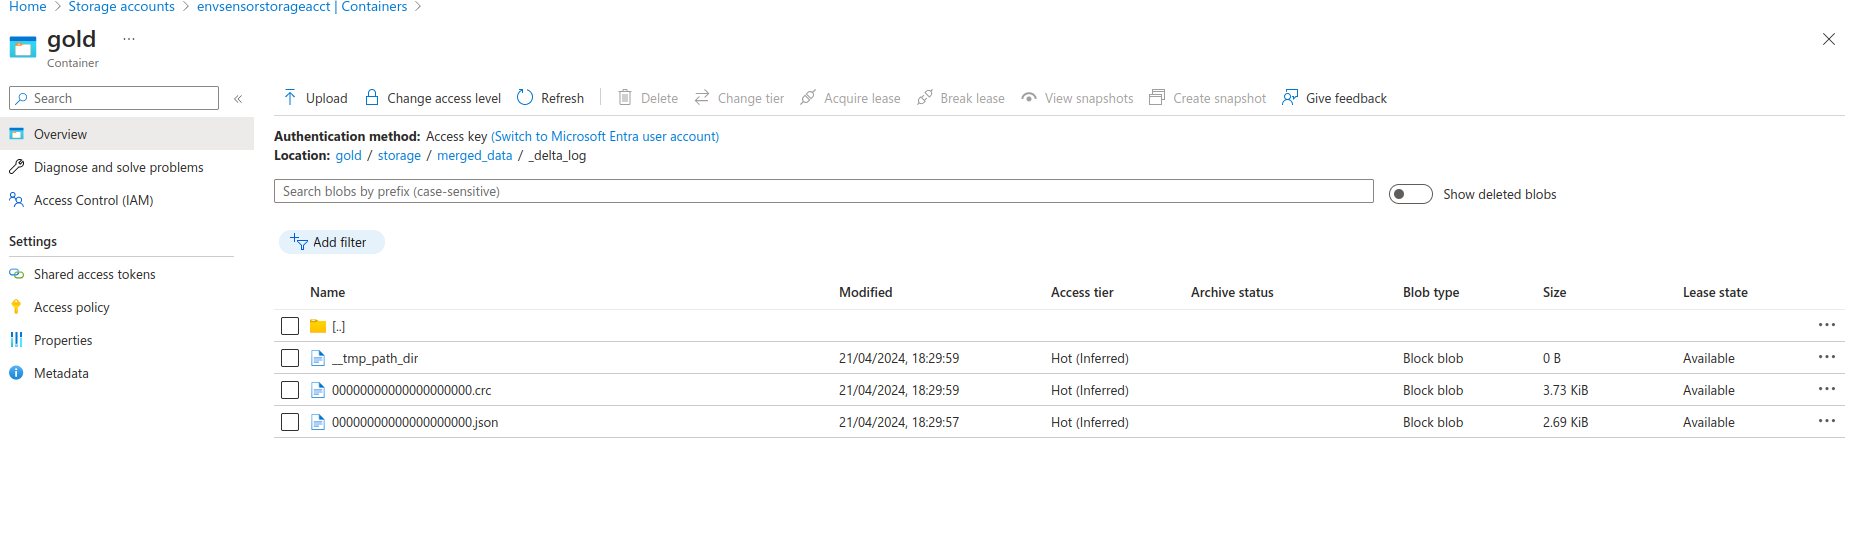 Home > Storage accounts > envsensorstorageacct | Containers >
gold ...
Container
Search «
Overview
Diagnose and solve problems
Access Control (IAM)
Settings
Shared access tokens
Access policy
Properties
Metadata
Upload Change access level Refresh Delete Change tier Acquire lease Break lease View snapshots Create snapshot Give feedback
Authentication method: Access key (Switch to Microsoft Entra user account)
Location: gold / storage / merged_data / _delta_log
Search blobs by prefix (case-sensitive)
Show deleted blobs
Add filter
Name Modified Access tier Archive status Blob type Size Lease state
[..] ...
__tmp_path_dir 21/04/2024, 18:29:59 Hot (Inferred) Block blob 0 B Available ...
00000000000000000000.crc 21/04/2024, 18:29:59 Hot (Inferred) Block blob 3.73 KiB Available ...
00000000000000000000.json 21/04/2024, 18:29:57 Hot (Inferred) Block blob 2.69 KiB Available ...